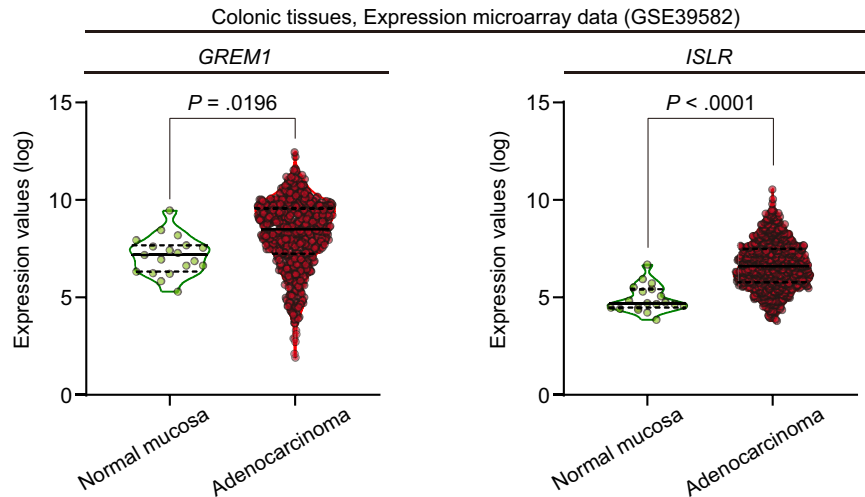 Colonic tissues, Expression microarray data (GSE39582)
GREM1
ISLR
P = .0196
P < .0001
Expression values (log)
15
10
5
0
Normal mucosa
Adenocarcinoma
Expression values (log)
15
10
5
0
Normal mucosa
Adenocarcinoma